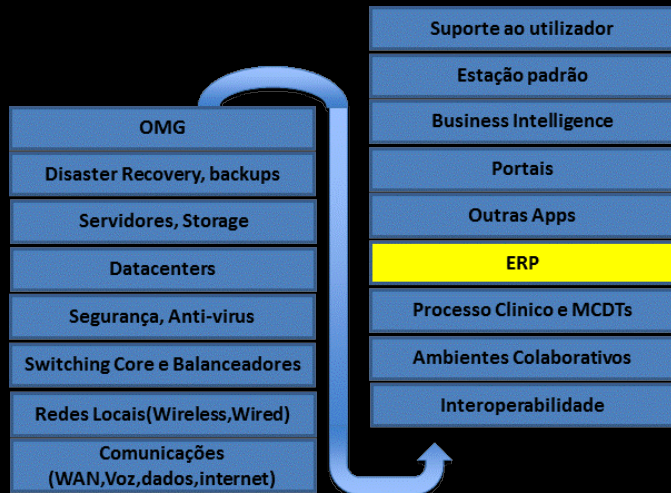 OMG
Disaster Recovery, backups
Servidores, Storage
Datacenters
Segurança, Anti-virus
Switching Core e Balanceadores
Redes Locais(Wireless,Wired)
Comunicações
(WAN,Voz,dados,internet)
Suporte ao utilizador
Estação padrão
Business Intelligence
Portais
Outras Apps
ERP
Processo Clinico e MCDTs
Ambientes Colaborativos
Interoperabilidade